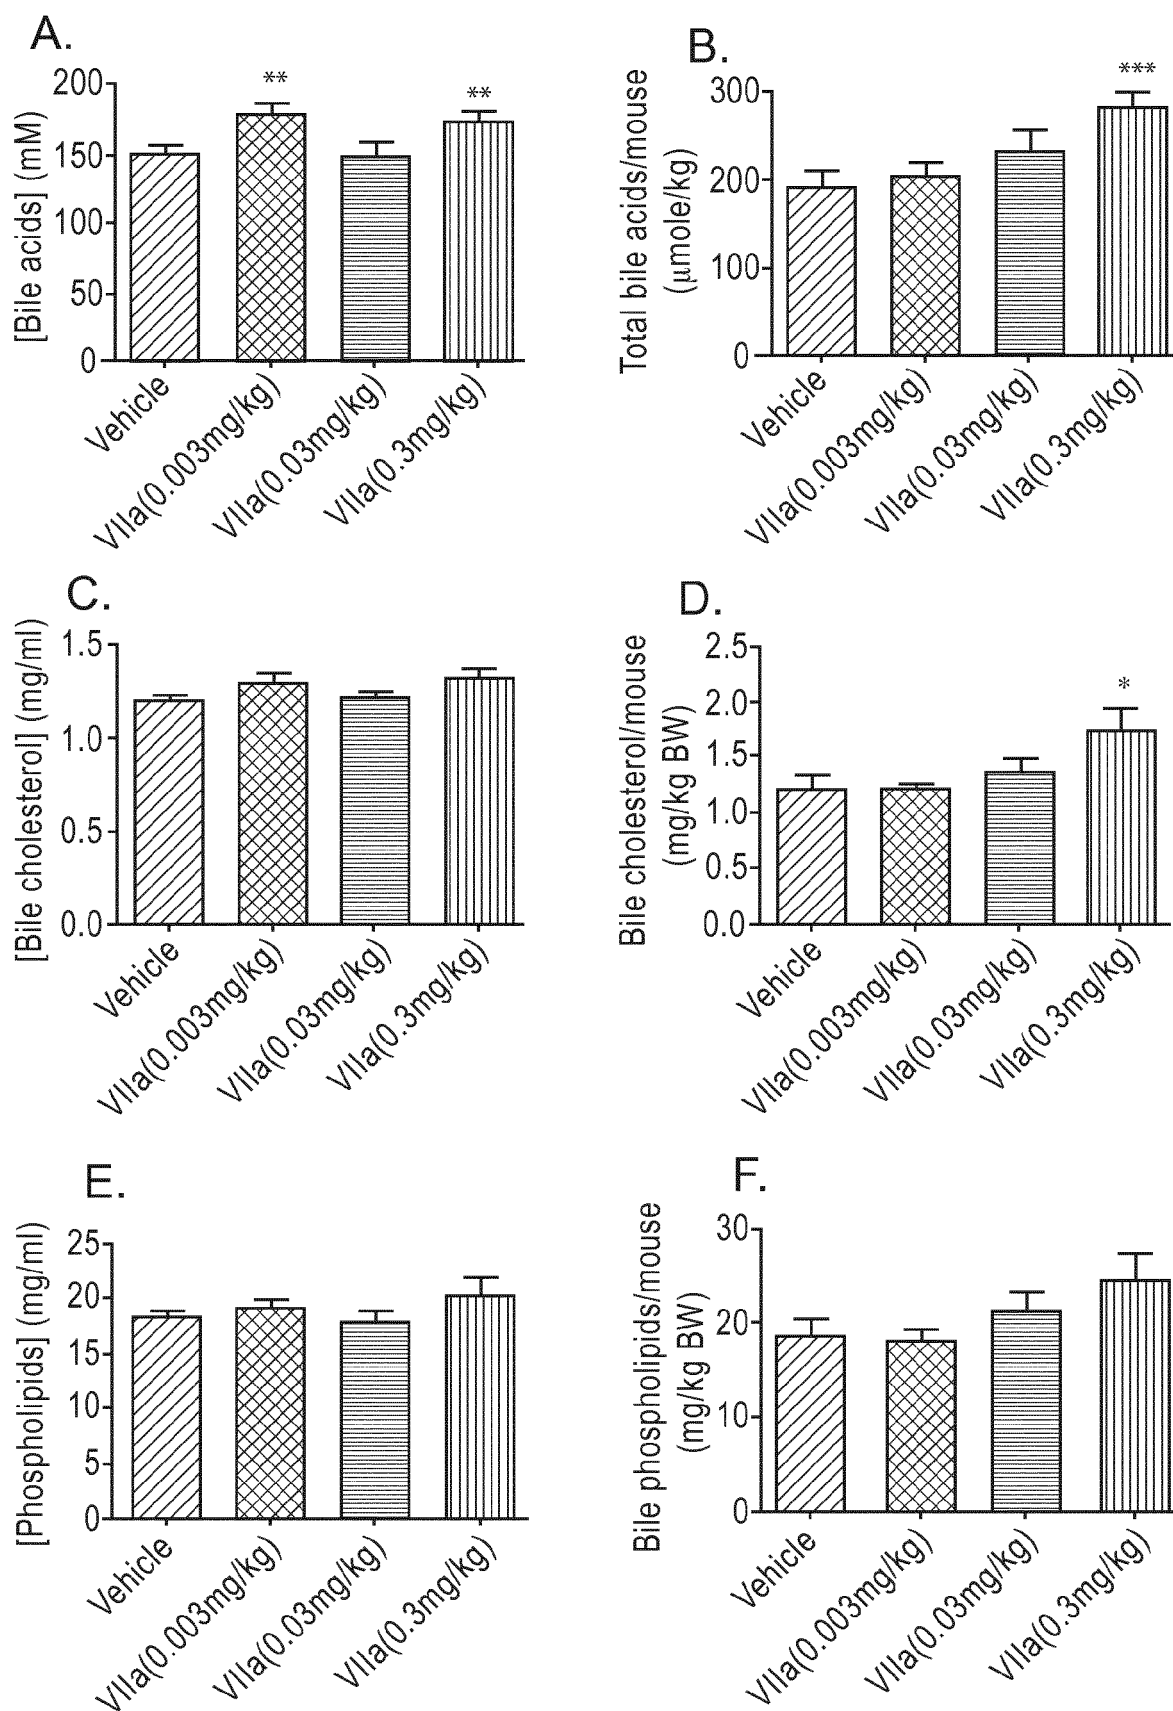 A.
[Bile acids] (mM)
200
150
100
50
0
**
**
Vehicle
VIIa(0.003mg/kg)
VIIa(0.03mg/kg)
VIIa(0.3mg/kg)
B.
Total bile acids/mouse
(μmole/kg)
300
200
100
0
***
Vehicle
VIIa(0.003mg/kg)
VIIa(0.03mg/kg)
VIIa(0.3mg/kg)
C.
[Bile cholesterol] (mg/ml)
1.5
1.0
0.5
0.0
Vehicle
VIIa(0.003mg/kg)
VIIa(0.03mg/kg)
VIIa(0.3mg/kg)
D.
Bile cholesterol/mouse
(mg/kg BW)
2.5
2.0
1.5
1.0
0.5
0.0
*
Vehicle
VIIa(0.003mg/kg)
VIIa(0.03mg/kg)
VIIa(0.3mg/kg)
E.
[Phospholipids] (mg/ml)
25
20
15
10
5
0
Vehicle
VIIa(0.003mg/kg)
VIIa(0.03mg/kg)
VIIa(0.3mg/kg)
F.
Bile phospholipids/mouse
(mg/kg BW)
30
20
10
0
Vehicle
VIIa(0.003mg/kg)
VIIa(0.03mg/kg)
VIIa(0.3mg/kg)